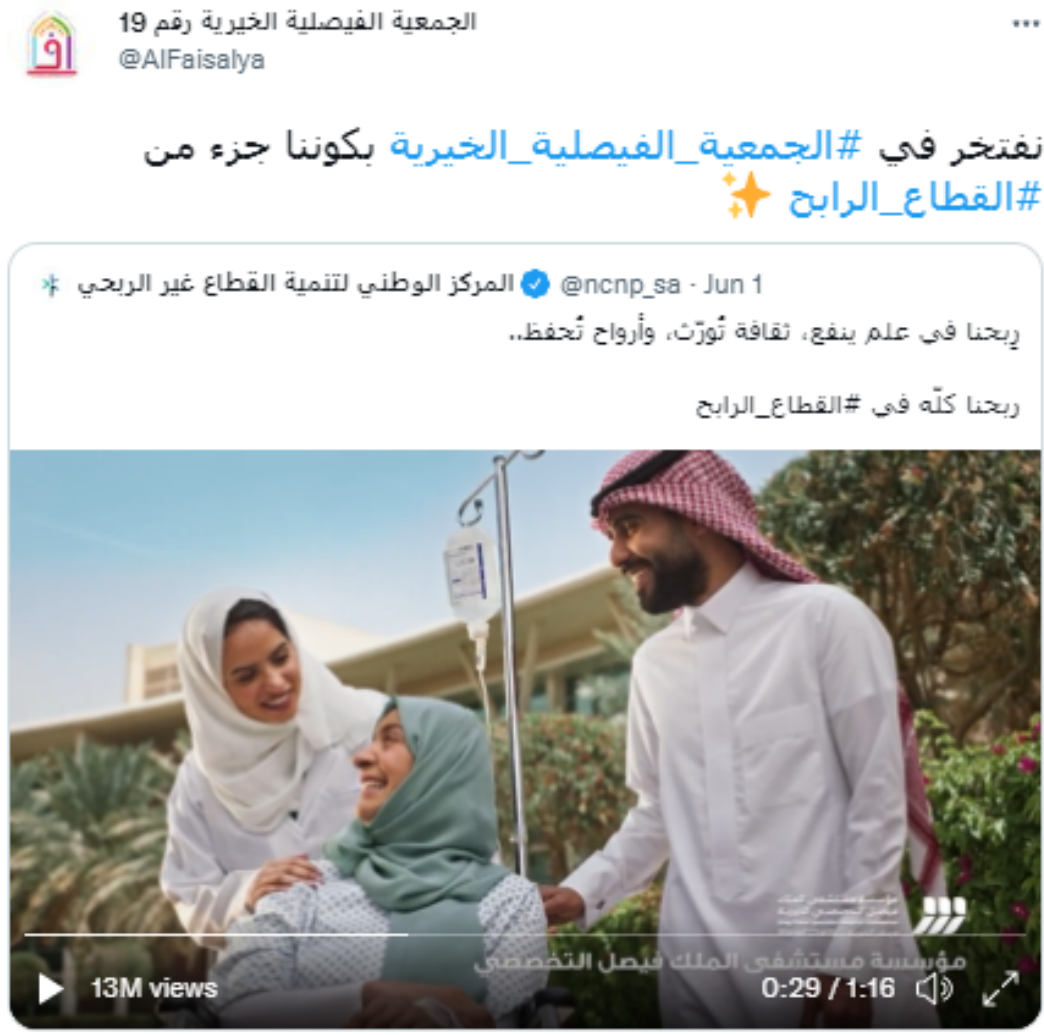 الجمعية الفيصلية الخيرية رقم 19
@AlFaisalya
نفتخر في #الجمعية_الفيصلية_الخيرية بكوننا جزء من
#القطاع_الرابح
المركز الوطني لتنمية القطاع غير الربحي @ncnp_sa · Jun 1
رِبحنا في علم ينفع، ثقافة تُورّث، وأرواح تُحفظ..
ربحنا كلّه في #القطاع_الرابح
مؤسسة مستشفى الملك فيصل التخصصي
13M views
0:29 / 1:16